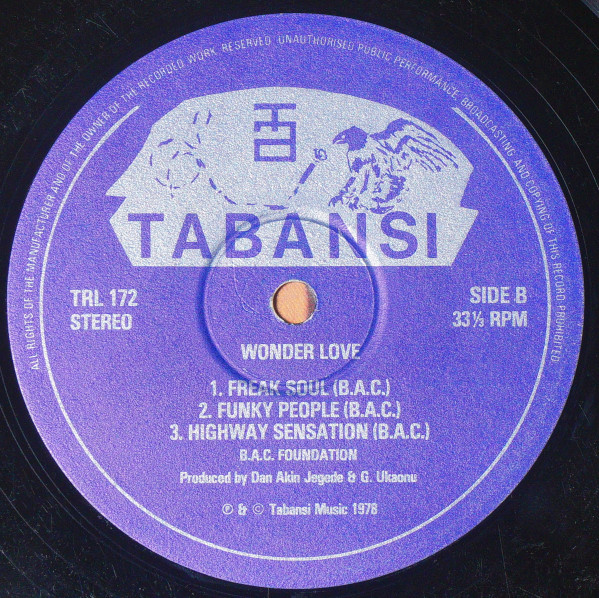 ALL RIGHTS OF THE MANUFACTURER AND OF THE OWNER OF THE RECORDED WORK RESERVED UNAUTHORISED PUBLIC PERFORMANCE, BROADCASTING AND COPYING OF THIS RECORD PROHIBITED
TABANSI
TRL 172
STEREO
SIDE B
33⅓ RPM
WONDER LOVE
1. FREAK SOUL (B.A.C.)
2. FUNKY PEOPLE (B.A.C.)
3. HIGHWAY SENSATION (B.A.C.)
B.A.C. FOUNDATION
Produced by Dan Akin Jegede & G. Ukaonu
℗ & © Tabansi Music 1978